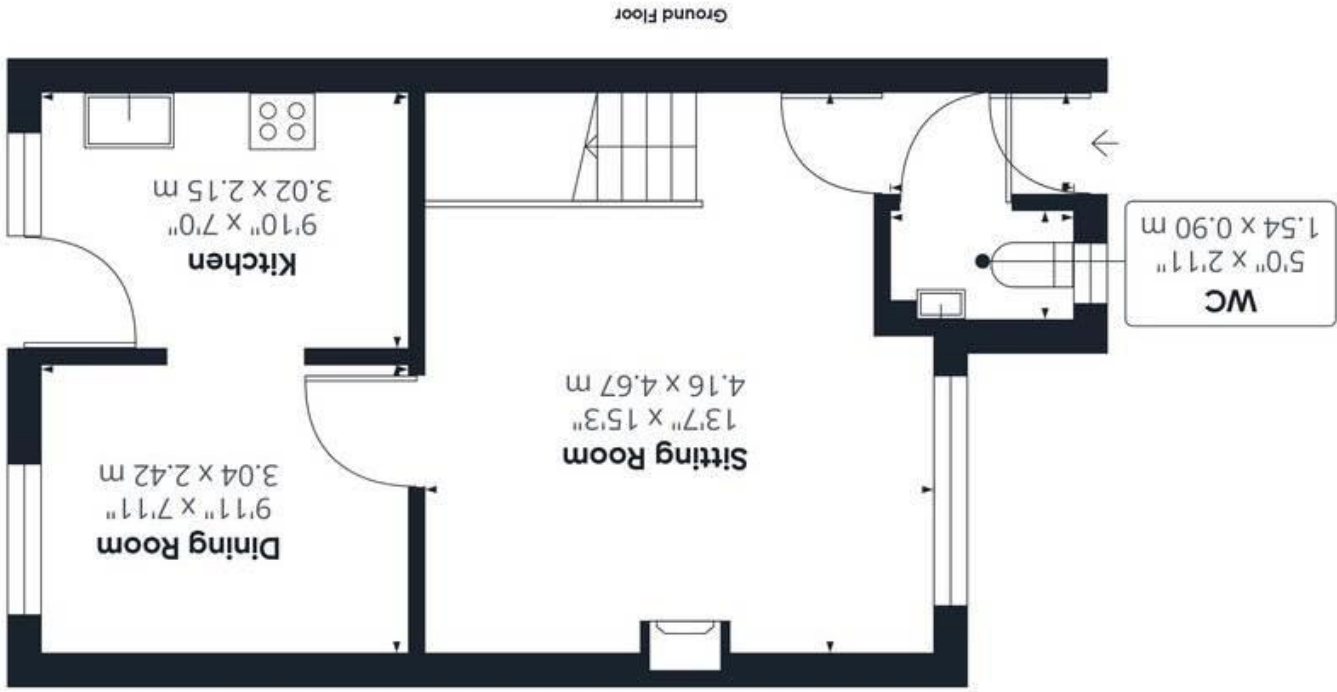 WC
5'0" x 2'11"
1.54 x 0.90 m
Sitting Room
13'7" x 15'3"
4.16 x 4.67 m
Dining Room
9'11" x 7'11"
3.04 x 2.42 m
Kitchen
9'10" x 7'0"
3.02 x 2.15 m
Ground Floor